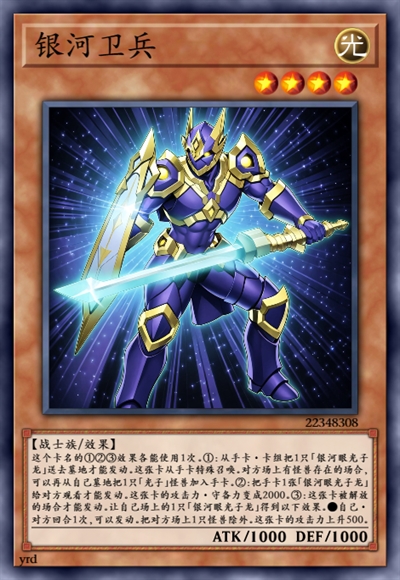 银河卫兵
光
22348308
【战士族/效果】
这个卡名的①②③效果各能使用1次。①：从手卡·卡组把1只「银河眼光子
龙」送去墓地才能发动。这张卡从手卡特殊召唤。对方场上有怪兽存在的场合，
可以再从自己墓地把1只「光子」怪兽加入手卡。②：把手卡1张「银河眼光子龙」
给对方观看才能发动。这张卡的攻击力·守备力变成2000。③：这张卡被解放
的场合才能发动。让自己场上的1只「银河眼光子龙」得到以下效果。●自己·
对方回合1次，可以发动。把对方场上1只怪兽除外。这张卡的攻击力上升500。
ATK/1000 DEF/1000
yrd